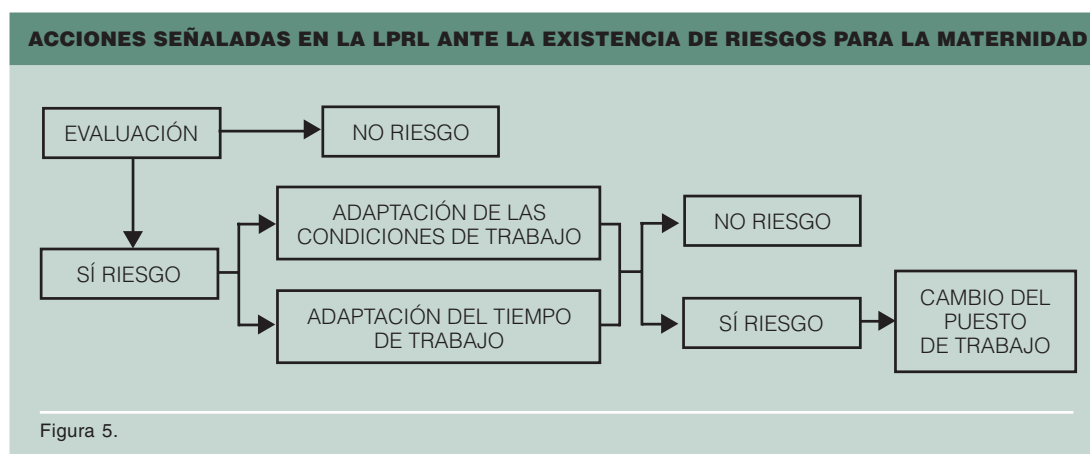 ACCIONES SEÑALADAS EN LA LPRL ANTE LA EXISTENCIA DE RIESGOS PARA LA MATERNIDAD
EVALUACIÓN
NO RIESGO
SÍ RIESGO
ADAPTACIÓN DE LAS
CONDICIONES DE TRABAJO
ADAPTACIÓN DEL TIEMPO
DE TRABAJO
NO RIESGO
SÍ RIESGO
CAMBIO DEL
PUESTO
DE TRABAJO
Figura 5.